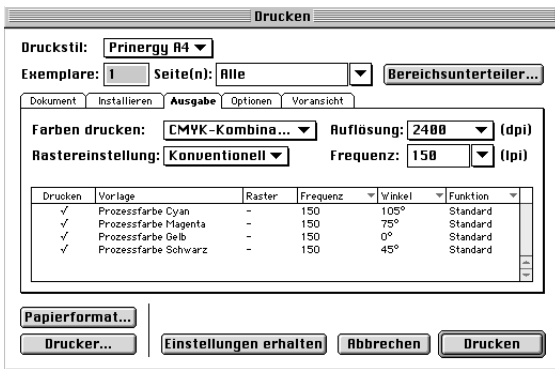 Drucken
Druckstil: Prinergy A4
Exemplare: 1 Seite(n): Alle Bereichsunterteiler...
Dokument Installieren Ausgabe Optionen Voransicht
Farben drucken: CMYK-Kombina... Auflösung: 2400 (dpi)
Rastereinstellung: Konventionell Frequenz: 150 (lpi)
Drucken Vorlage Raster Frequenz Winkel Funktion
√ Prozessfarbe Cyan - 150 105° Standard
√ Prozessfarbe Magenta - 150 75° Standard
√ Prozessfarbe Gelb - 150 0° Standard
√ Prozessfarbe Schwarz - 150 45° Standard
Papierformat...
Drucker... Einstellungen erhalten Abbrechen Drucken